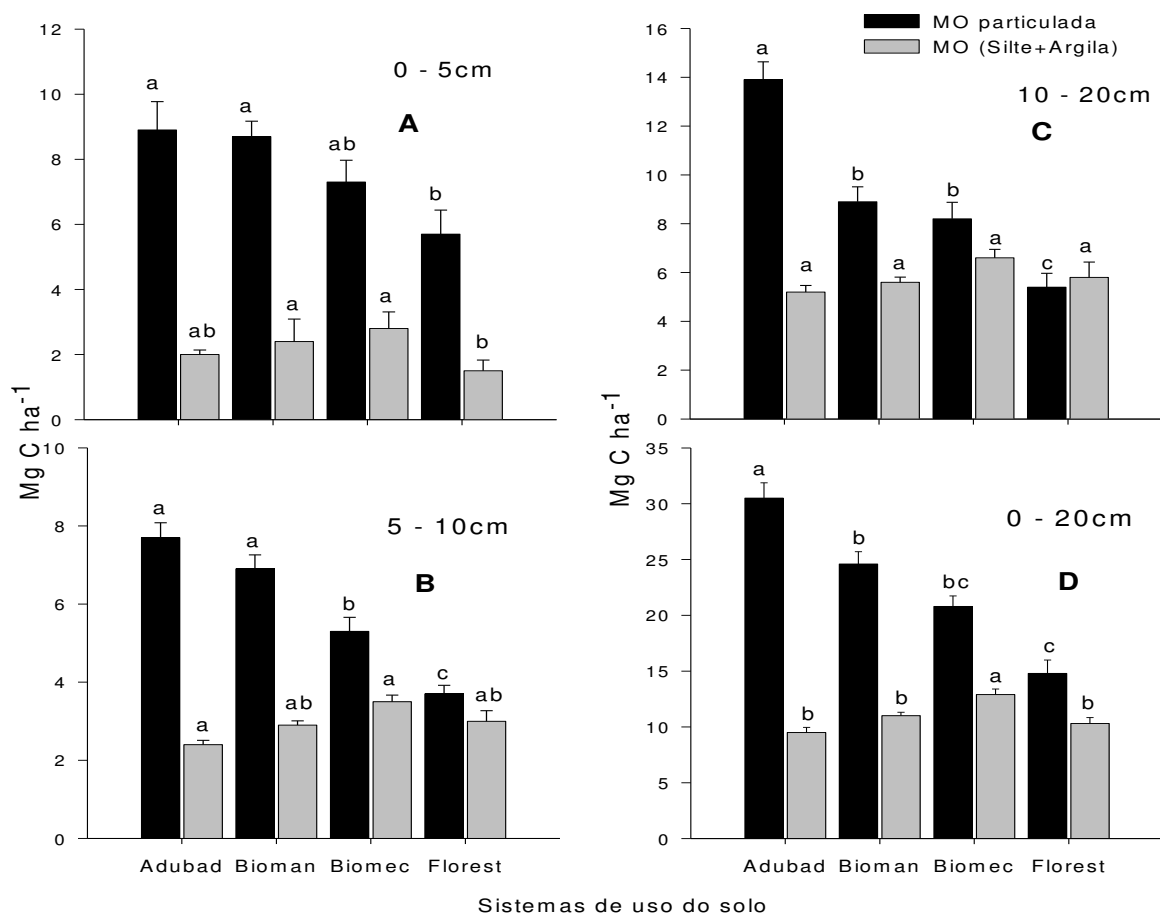 MO particulada
MO (Silte+Argila)
0 - 5cm
A
10
8
6
4
2
0
a
a
ab
b
ab
a
a
b
10 - 20cm
C
16
14
12
10
8
6
4
2
0
a
b
b
c
a
a
a
a
Mg C ha-1
Mg C ha-1
5 - 10cm
B
10
8
6
4
2
0
a
a
b
c
a
ab
a
ab
Adubad Bioman Biomec Florest
0 - 20cm
D
35
30
25
20
15
10
5
0
a
b
bc
c
b
b
a
b
Adubad Bioman Biomec Florest
Sistemas de uso do solo